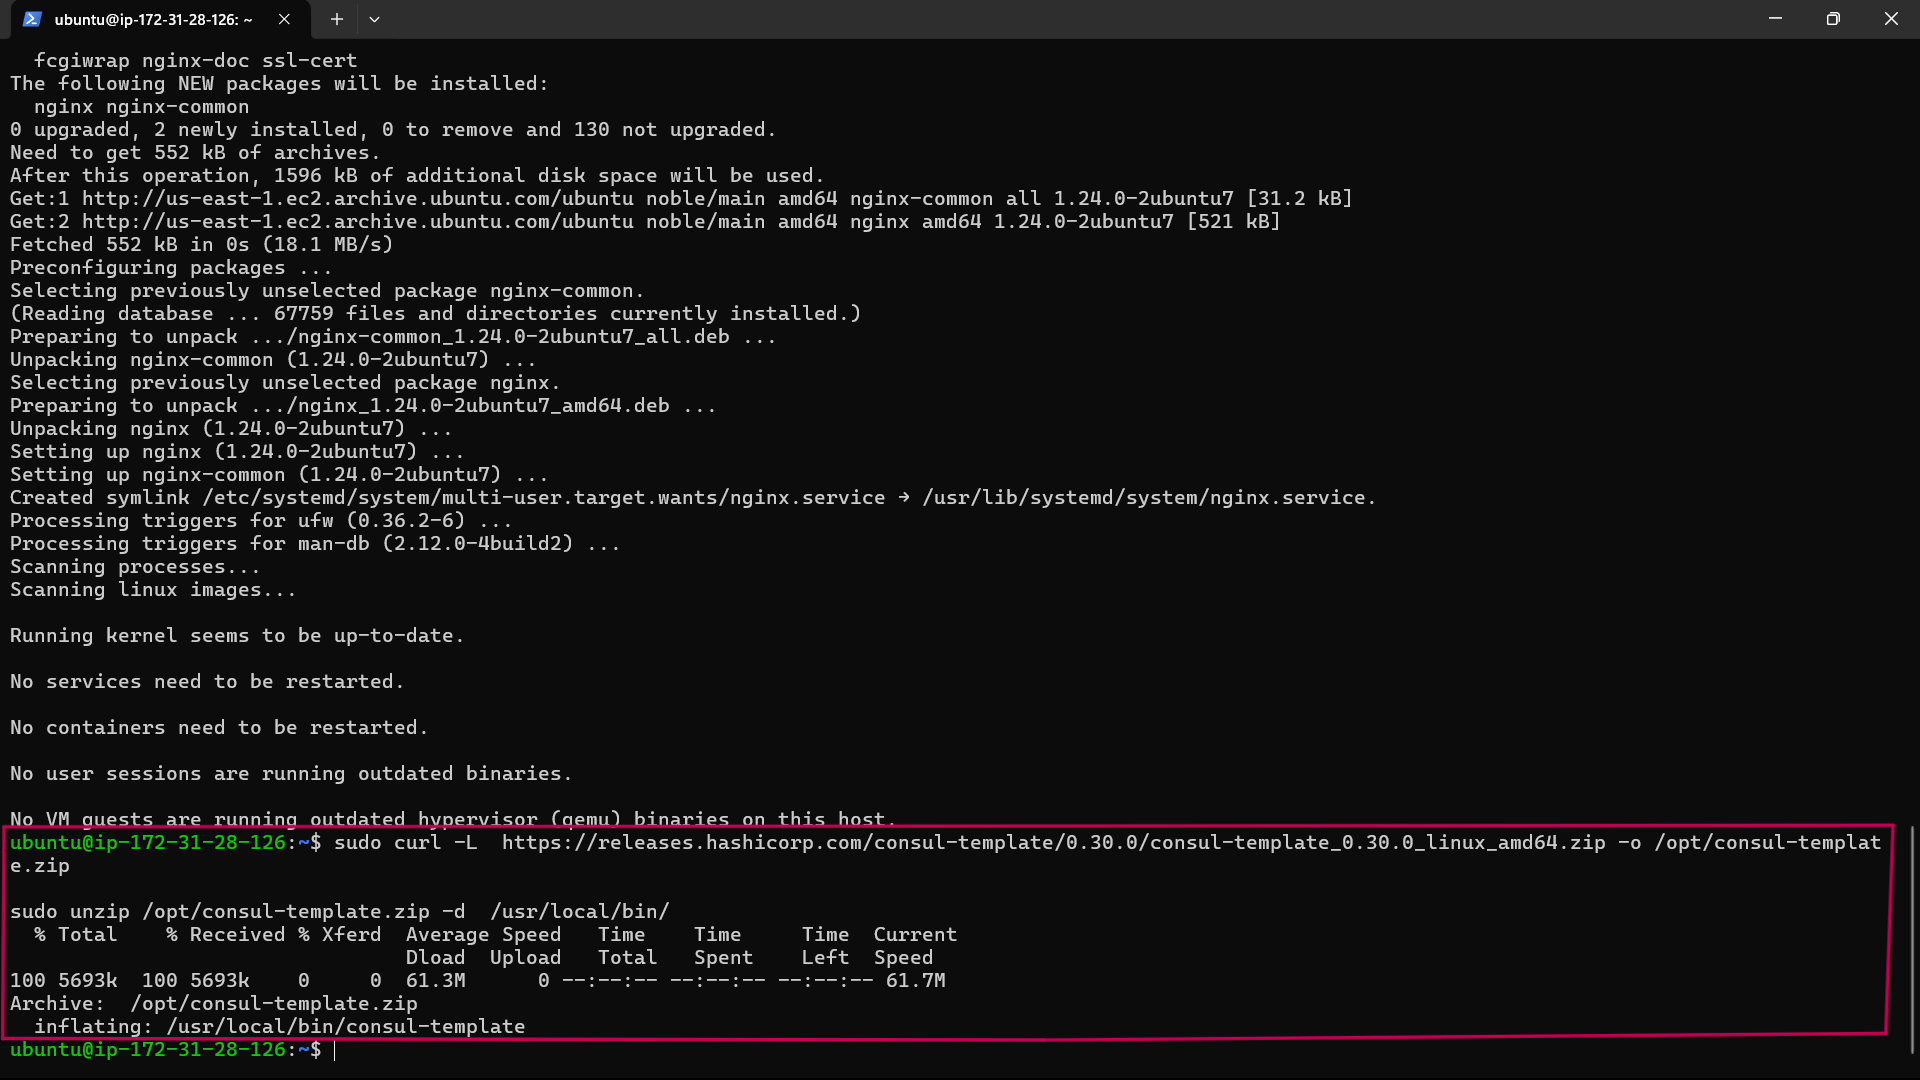 ubuntu@ip-172-31-28-126: ~
fcgiwrap nginx-doc ssl-cert
The following NEW packages will be installed:
nginx nginx-common
0 upgraded, 2 newly installed, 0 to remove and 130 not upgraded.
Need to get 552 kB of archives.
After this operation, 1596 kB of additional disk space will be used.
Get:1 http://us-east-1.ec2.archive.ubuntu.com/ubuntu noble/main amd64 nginx-common all 1.24.0-2ubuntu7 [31.2 kB]
Get:2 http://us-east-1.ec2.archive.ubuntu.com/ubuntu noble/main amd64 nginx amd64 1.24.0-2ubuntu7 [521 kB]
Fetched 552 kB in 0s (18.1 MB/s)
Preconfiguring packages ...
Selecting previously unselected package nginx-common.
(Reading database ... 67759 files and directories currently installed.)
Preparing to unpack .../nginx-common_1.24.0-2ubuntu7_all.deb ...
Unpacking nginx-common (1.24.0-2ubuntu7) ...
Selecting previously unselected package nginx.
Preparing to unpack .../nginx_1.24.0-2ubuntu7_amd64.deb ...
Unpacking nginx (1.24.0-2ubuntu7) ...
Setting up nginx (1.24.0-2ubuntu7) ...
Setting up nginx-common (1.24.0-2ubuntu7) ...
Created symlink /etc/systemd/system/multi-user.target.wants/nginx.service → /usr/lib/systemd/system/nginx.service.
Processing triggers for ufw (0.36.2-6) ...
Processing triggers for man-db (2.12.0-4build2) ...
Scanning processes...
Scanning linux images...
Running kernel seems to be up-to-date.
No services need to be restarted.
No containers need to be restarted.
No user sessions are running outdated binaries.
No VM guests are running outdated hypervisor (qemu) binaries on this host.
ubuntu@ip-172-31-28-126:~$ sudo curl -L  https://releases.hashicorp.com/consul-template/0.30.0/consul-template_0.30.0_linux_amd64.zip -o /opt/consul-templat
e.zip
sudo unzip /opt/consul-template.zip -d  /usr/local/bin/
% Total    % Received % Xferd  Average Speed   Time    Time     Time  Current
Dload  Upload   Total   Spent    Left  Speed
100 5693k  100 5693k    0     0  61.3M      0 --:--:-- --:--:-- --:--:-- 61.7M
Archive:  /opt/consul-template.zip
inflating: /usr/local/bin/consul-template
ubuntu@ip-172-31-28-126:~$